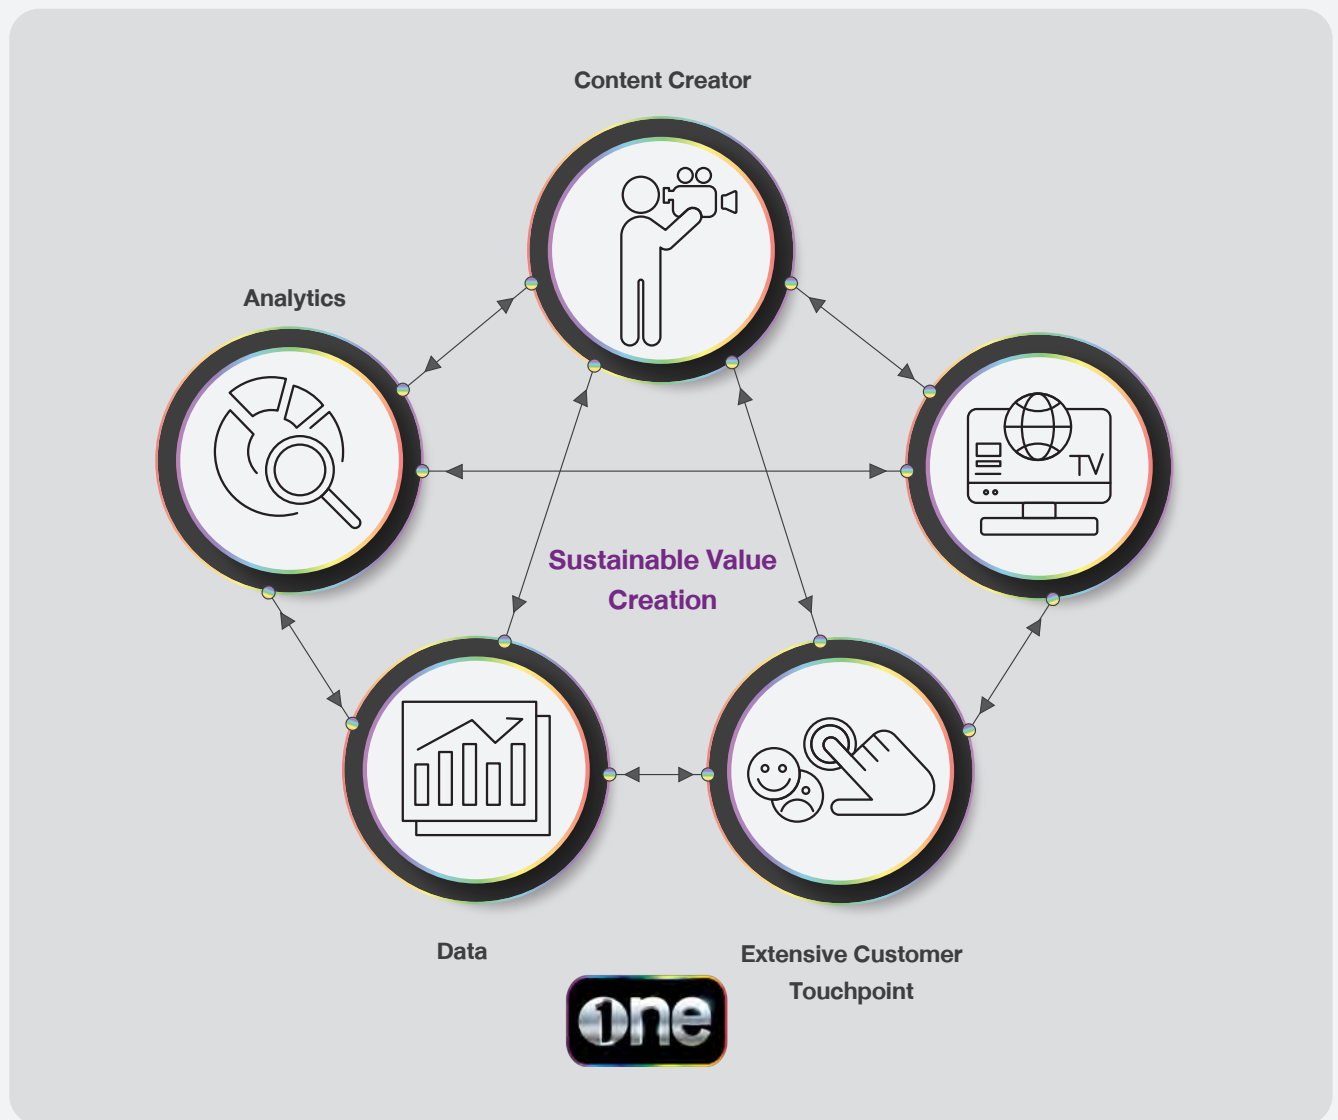 Content Creator
Analytics
TV
Sustainable Value
Creation
Data
Extensive Customer
Touchpoint
one